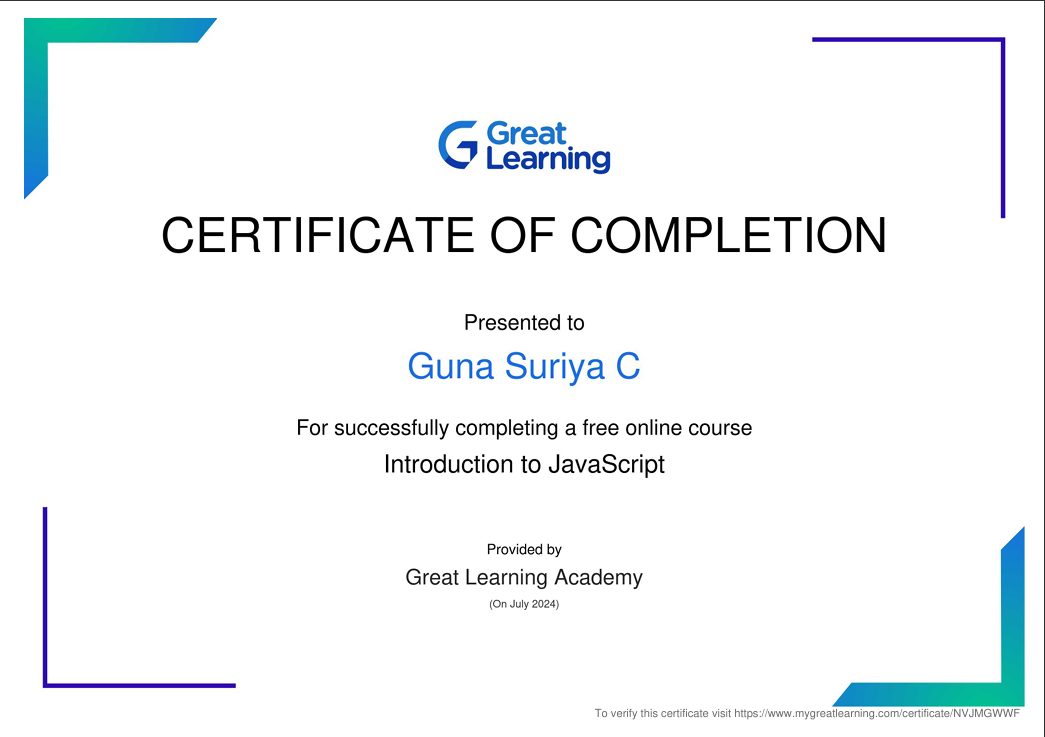 Great
Learning
CERTIFICATE OF COMPLETION
Presented to
Guna Suriya C
For successfully completing a free online course
Introduction to JavaScript
Provided by
Great Learning Academy
(On July 2024)
To verify this certificate visit https://www.mygreatlearning.com/certificate/NVJMGWWF